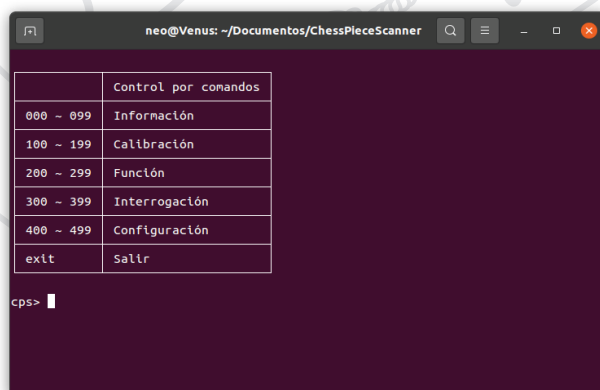 neo@Venus: ~/Documentos/ChessPieceScanner
Control por comandos
000 ~ 099 Información
100 ~ 199 Calibración
200 ~ 299 Función
300 ~ 399 Interrogación
400 ~ 499 Configuración
exit Salir
cps>